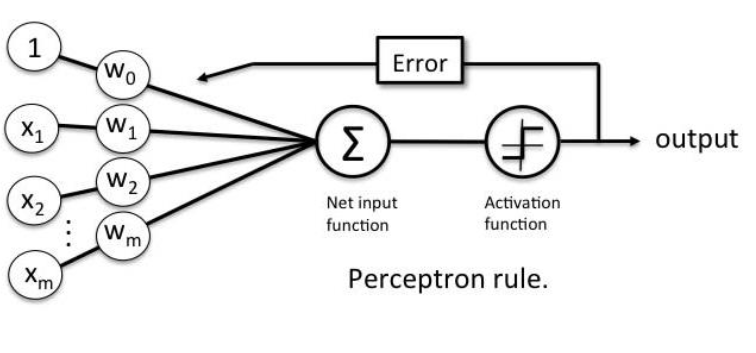 1
w₀
Error
x₁
w₁
Σ
output
x₂
w₂
⋮
wₘ
xₘ
Net input
function
Activation
function
Perceptron rule.